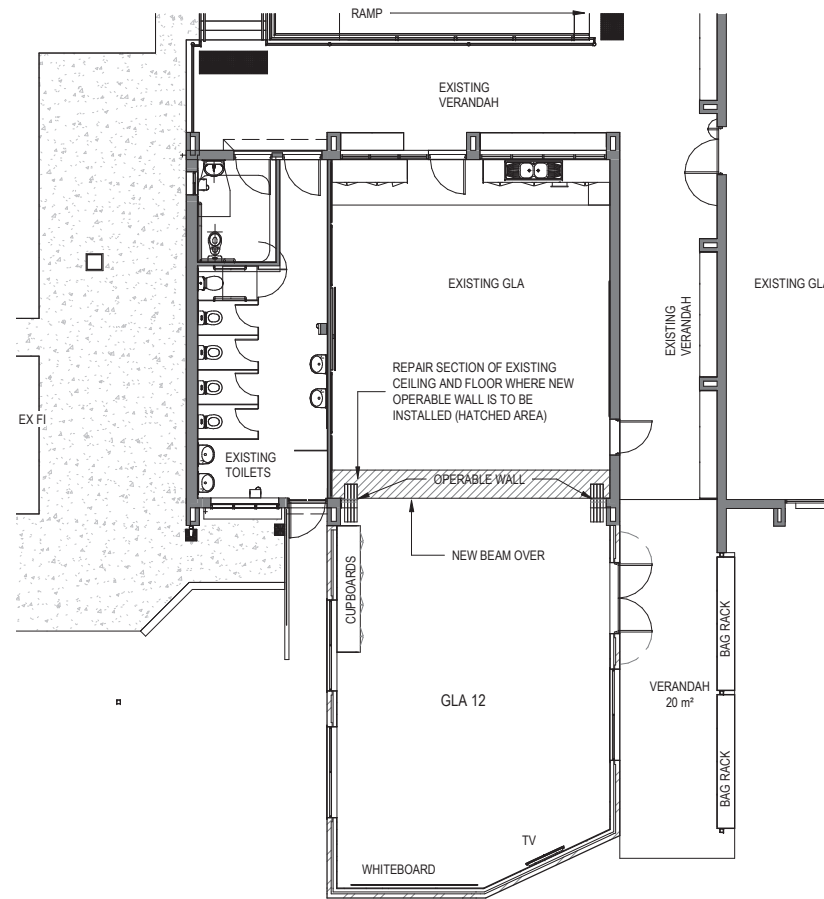 RAMP
EXISTING
VERANDAH
EXISTING GLA
EXISTING GLA
EXISTING
VERANDAH
REPAIR SECTION OF EXISTING
CEILING AND FLOOR WHERE NEW
OPERABLE WALL IS TO BE
INSTALLED (HATCHED AREA)
EX FI
EXISTING
TOILETS
OPERABLE WALL
NEW BEAM OVER
CUPBOARDS
BAG RACK
GLA 12
VERANDAH
20 m²
BAG RACK
TV
WHITEBOARD